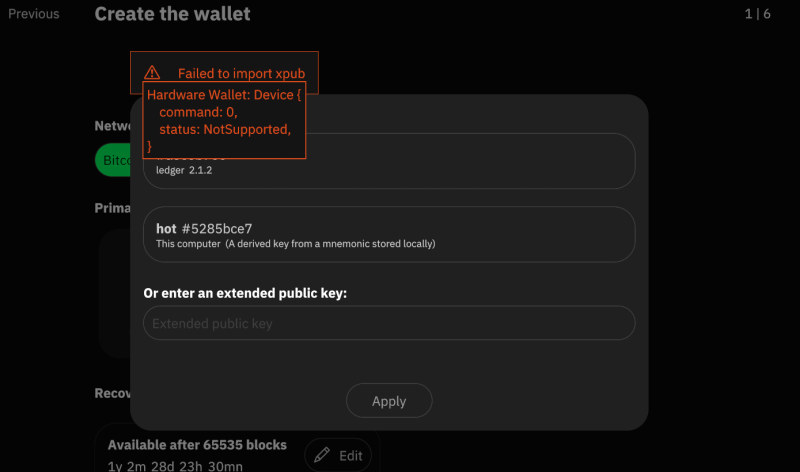 Previous
Create the wallet
1 | 6
Failed to import xpub
Hardware Wallet: Device {
command: 0,
status: NotSupported,
}
Netwo
Bitco
ledger 2.1.2
Prima
hot #5285bce7
This computer (A derived key from a mnemonic stored locally)
Or enter an extended public key:
Extended public key
Recov
Apply
Available after 65535 blocks
1y 2m 28d 23h 30mn
Edit